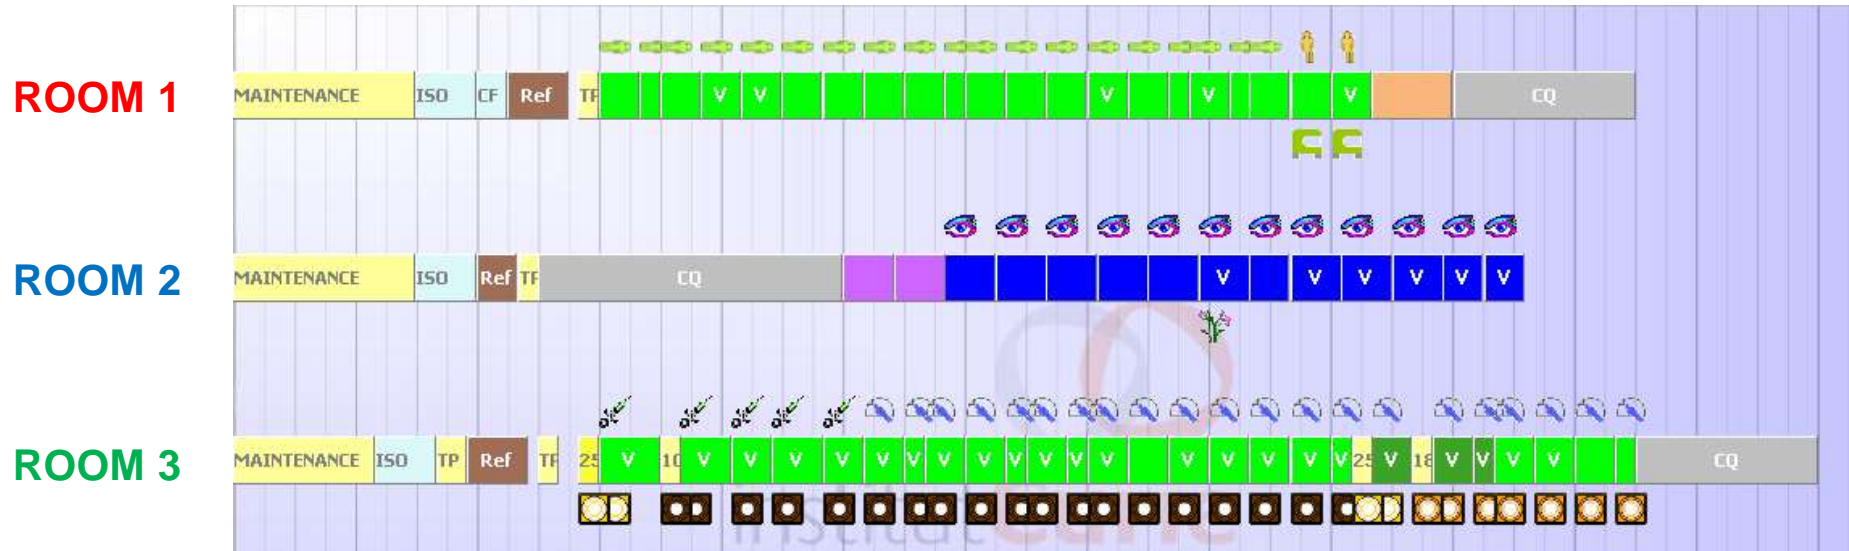 ROOM 1 MAINTENANCE ISO CF Ref TP V V V V V CQ
ROOM 2 MAINTENANCE ISO Ref TP CQ V V V V V V
ROOM 3 MAINTENANCE ISO TP Ref TP 25 V 10 V V V V V V V V V V V V V V V V V 25 V 18 V V V V CQ
institutCurie